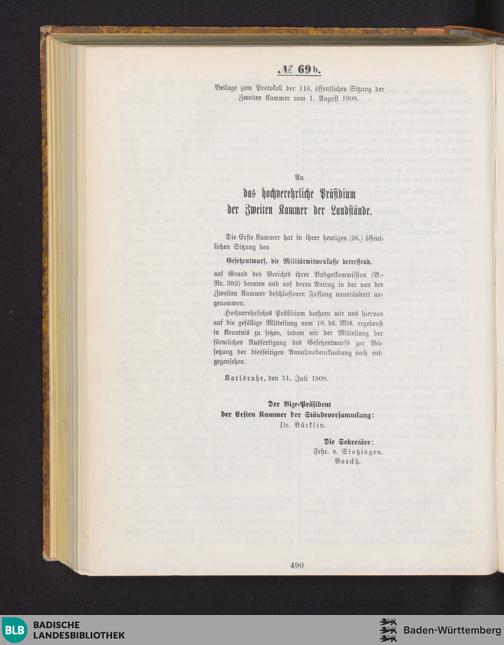 № 69b.
Beilage zum Protokoll der 116. öffentlichen Sitzung der
Zweiten Kammer vom 1. August 1908.
An
das hochverehrliche Präsidium
der Zweiten Kammer der Landstände.
Die Erste Kammer hat in ihrer heutigen (26.) öffent-
lichen Sitzung den
Gesetzentwurf, die Militärwitwenkasse betreffend,
auf Grund des Berichts ihrer Budgetkommission (B.-
Nr. 392) beraten und auf deren Antrag in der von der
Zweiten Kammer beschlossenen Fassung unverändert an-
genommen.
Hochverehrliches Präsidium beehren wir uns hiervon
auf die gefällige Mitteilung vom 18. ds. Mts. ergebenst
in Kenntnis zu setzen, indem wir der Mitteilung der
förmlichen Ausfertigung des Gesetzentwurfs zur Bei-
setzung der diesseitigen Annahmebeurkundung noch ent-
gegensehen.
Karlsruhe, den 31. Juli 1908.
Der Vize-Präsident
der Ersten Kammer der Ständeversammlung:
Dr. Bürklin.
Die Sekretäre:
Frhr. v. Stotzingen.
Boeckh.
490
BLB
BADISCHE
LANDESBIBLIOTHEK
Baden-Württemberg